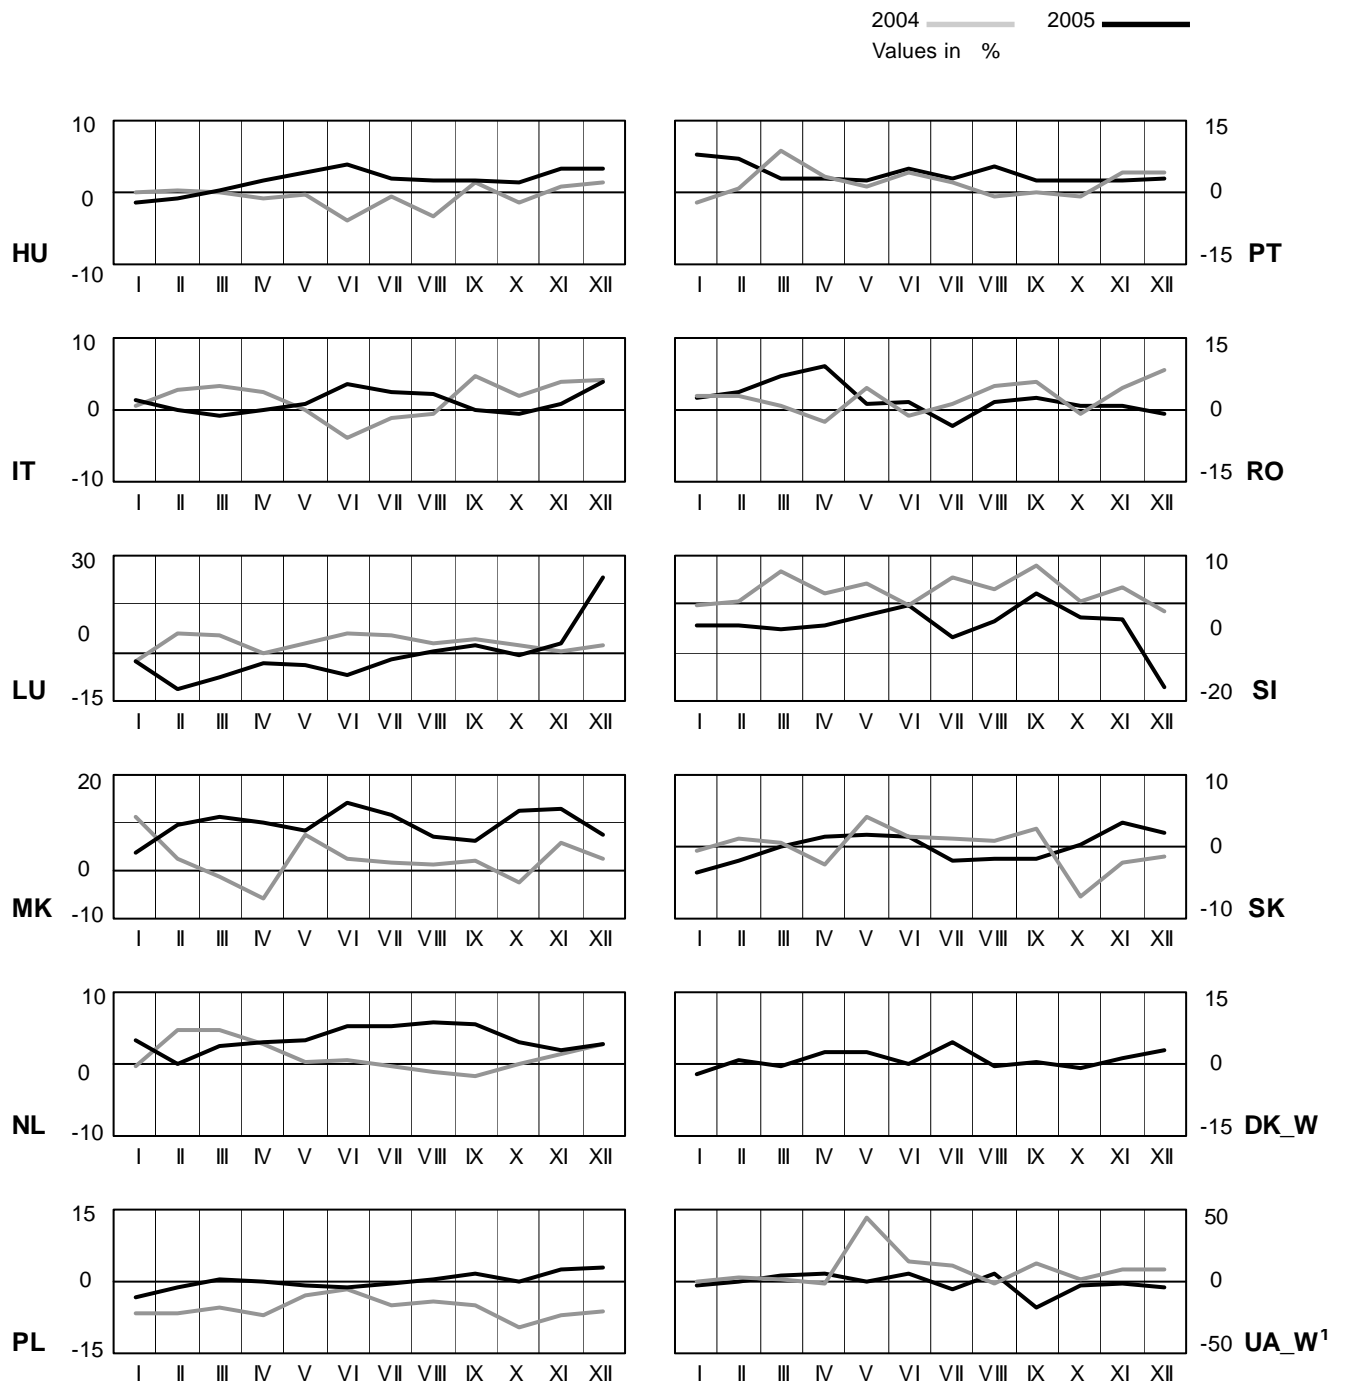 2004 2005
Values in %
10 15
0 0
HU PT
-10 -15
I II III IV V VI VII VIII IX X XI XII I II III IV V VI VII VIII IX X XI XII
10 15
0 0
IT RO
-10 -15
I II III IV V VI VII VIII IX X XI XII I II III IV V VI VII VIII IX X XI XII
30 10
0 0
LU SI
-15 -20
I II III IV V VI VII VIII IX X XI XII I II III IV V VI VII VIII IX X XI XII
20 10
0 0
MK SK
-10 -10
I II III IV V VI VII VIII IX X XI XII I II III IV V VI VII VIII IX X XI XII
10 15
0 0
NL DK_W
-10 -15
I II III IV V VI VII VIII IX X XI XII I II III IV V VI VII VIII IX X XI XII
15 50
0 0
PL UA_W¹
-15 -50
I II III IV V VI VII VIII IX X XI XII I II III IV V VI VII VIII IX X XI XII